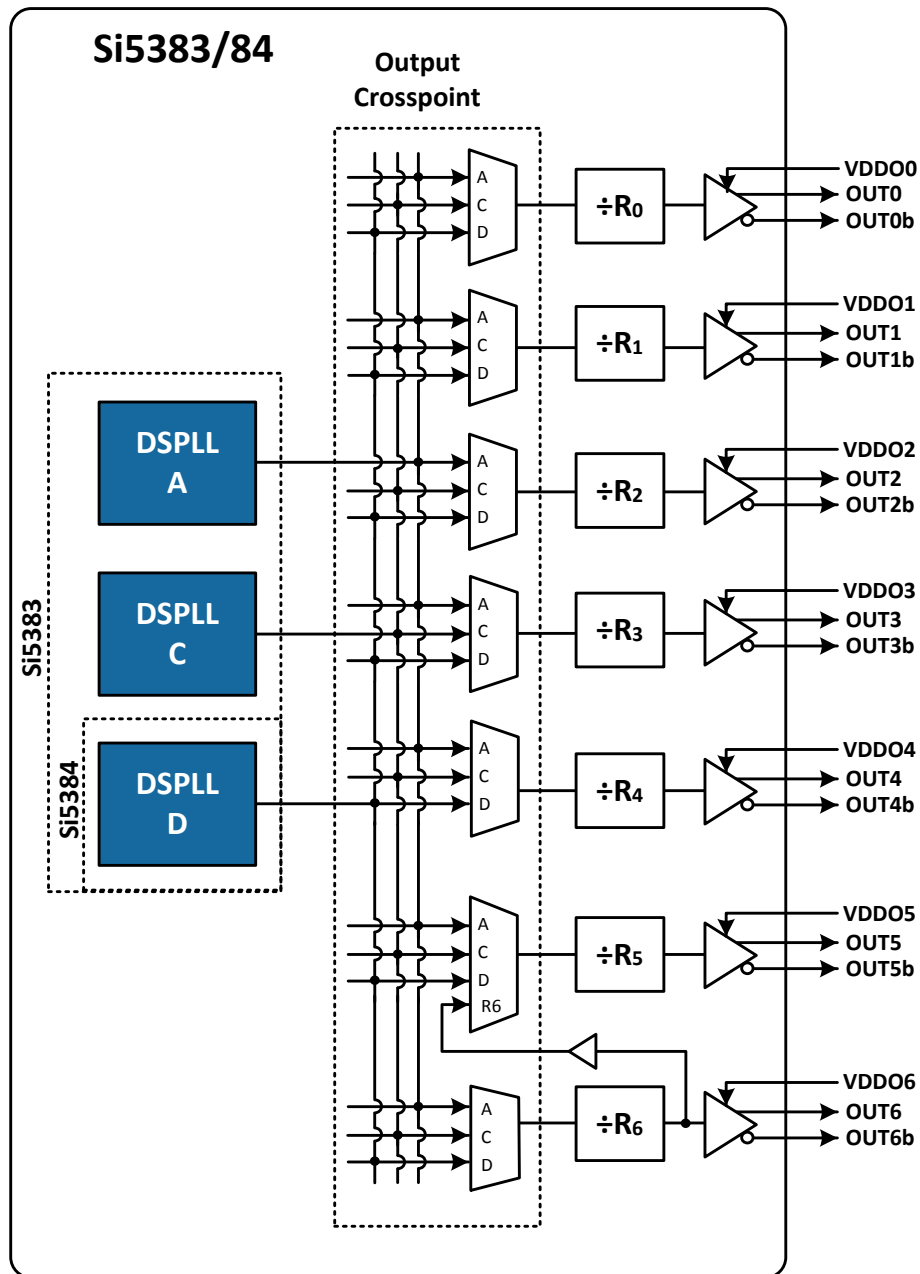 Si5383/84
Output
Crosspoint
A
C
D
÷R0
VDDO0
OUT0
OUT0b
A
C
D
÷R1
VDDO1
OUT1
OUT1b
DSPLL
A
A
C
D
÷R2
VDDO2
OUT2
OUT2b
Si5383
DSPLL
C
A
C
D
÷R3
VDDO3
OUT3
OUT3b
Si5384
DSPLL
D
A
C
D
÷R4
VDDO4
OUT4
OUT4b
A
C
D
R6
÷R5
VDDO5
OUT5
OUT5b
A
C
D
÷R6
VDDO6
OUT6
OUT6b